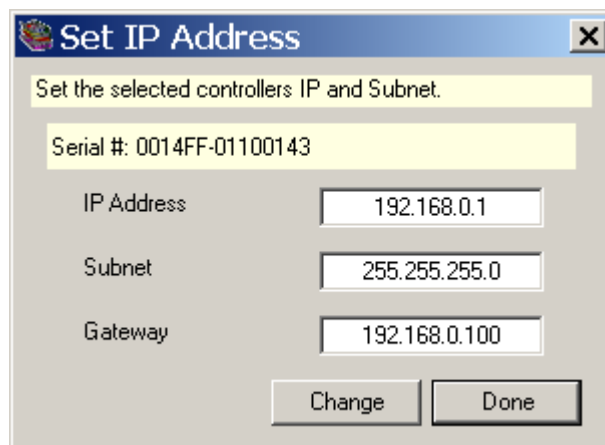 Set IP Address
Set the selected controllers IP and Subnet.
Serial #: 0014FF-01100143
IP Address 192.168.0.1
Subnet 255.255.255.0
Gateway 192.168.0.100
Change Done